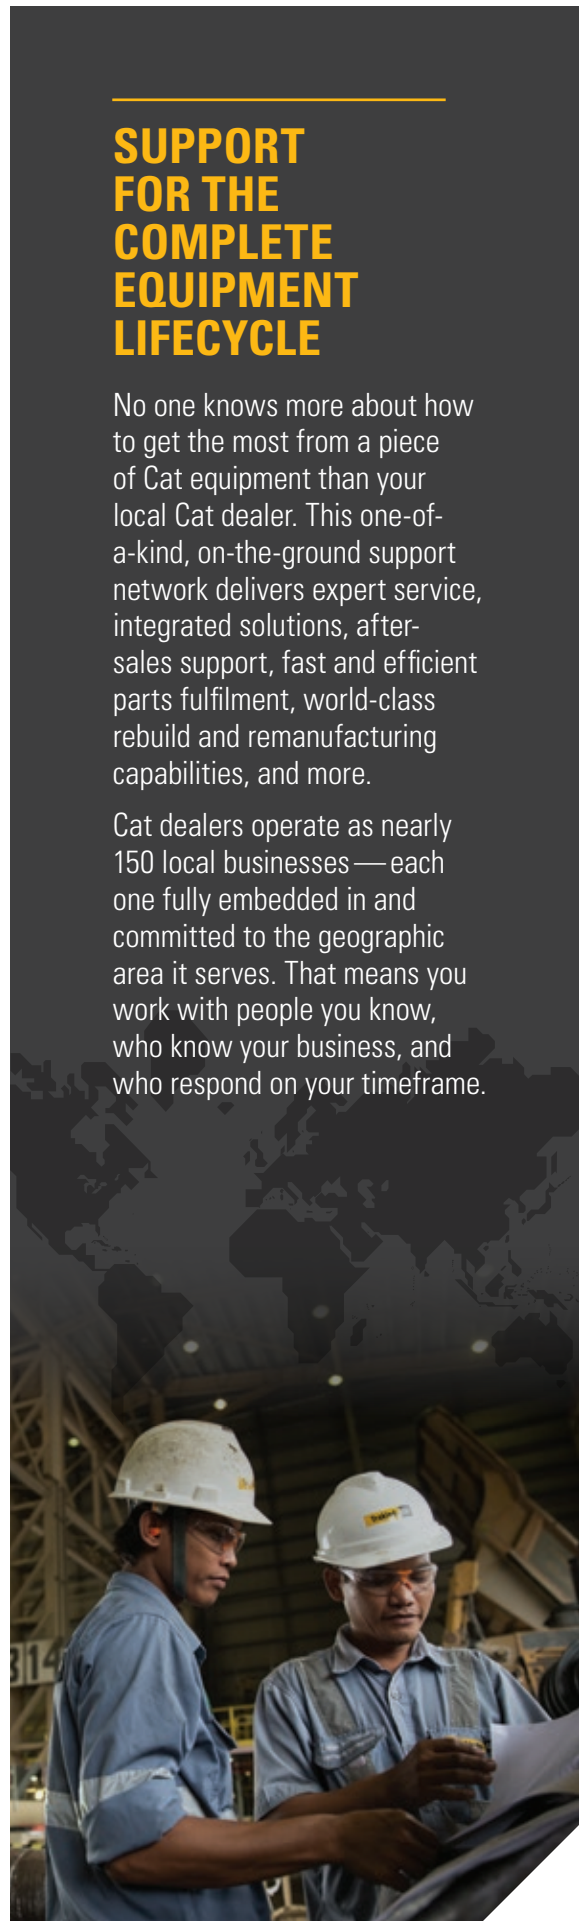 SUPPORT
FOR THE
COMPLETE
EQUIPMENT
LIFECYCLE
No one knows more about how
to get the most from a piece
of Cat equipment than your
local Cat dealer. This one-of-
a-kind, on-the-ground support
network delivers expert service,
integrated solutions, after-
sales support, fast and efficient
parts fulfilment, world-class
rebuild and remanufacturing
capabilities, and more.
Cat dealers operate as nearly
150 local businesses — each
one fully embedded in and
committed to the geographic
area it serves. That means you
work with people you know,
who know your business, and
who respond on your timeframe.
314